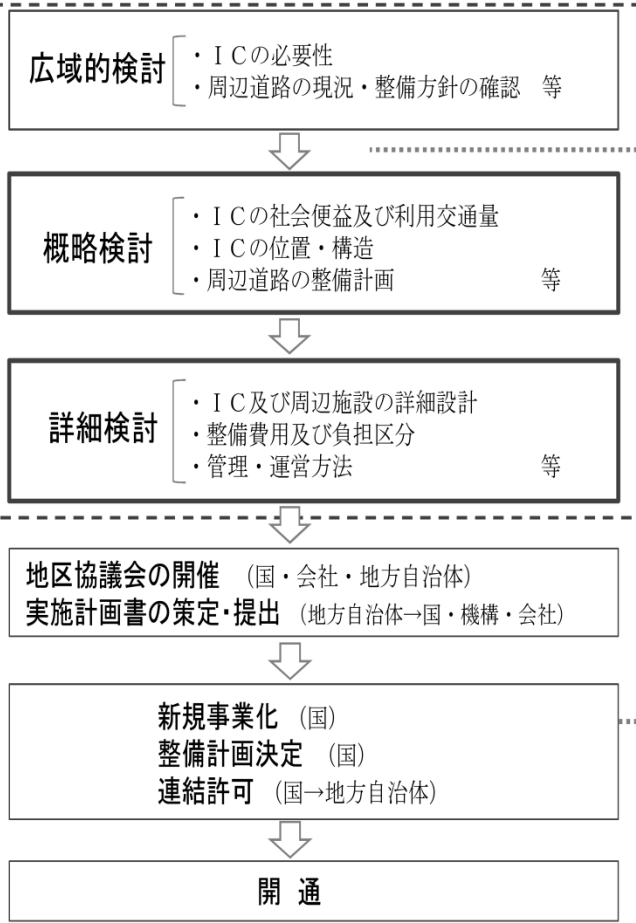 広域的検討
・ＩＣの必要性
・周辺道路の現況・整備方針の確認　等
概略検討
・ＩＣの社会便益及び利用交通量
・ＩＣの位置・構造
・周辺道路の整備計画　等
詳細検討
・ＩＣ及び周辺施設の詳細設計
・整備費用及び負担区分
・管理・運営方法　等
地区協議会の開催　（国・会社・地方自治体）
実施計画書の策定・提出　（地方自治体→国・機構・会社）
新規事業化　（国）
整備計画決定　（国）
連結許可　（国→地方自治体）
開　通